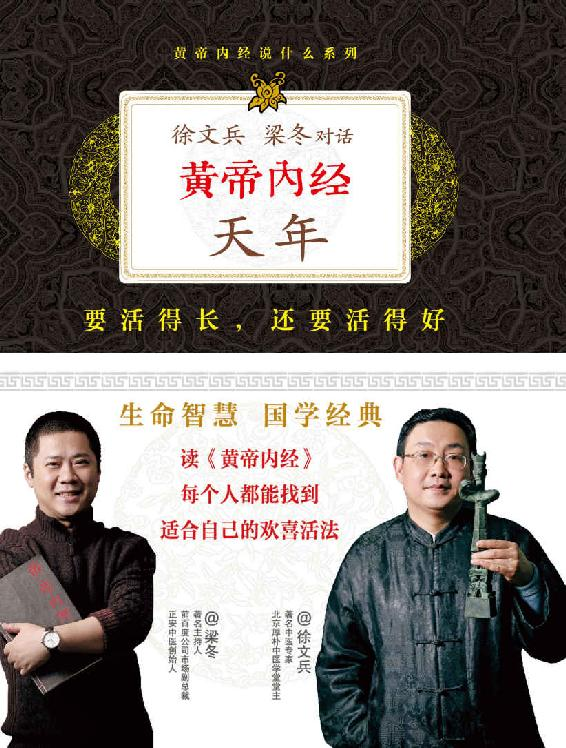 黄帝内经说什么系列
徐文兵 梁冬对话
黄帝内经
天年
要活得长，还要活得好
生命智慧 国学经典
读《黄帝内经》
每个人都能找到
适合自己的欢喜活法
@梁冬
著名主持人
前百度公司市场副总裁
正安中医创始人
@徐文兵
著名中医专家
北京厚朴中医学堂堂主
黄帝内经